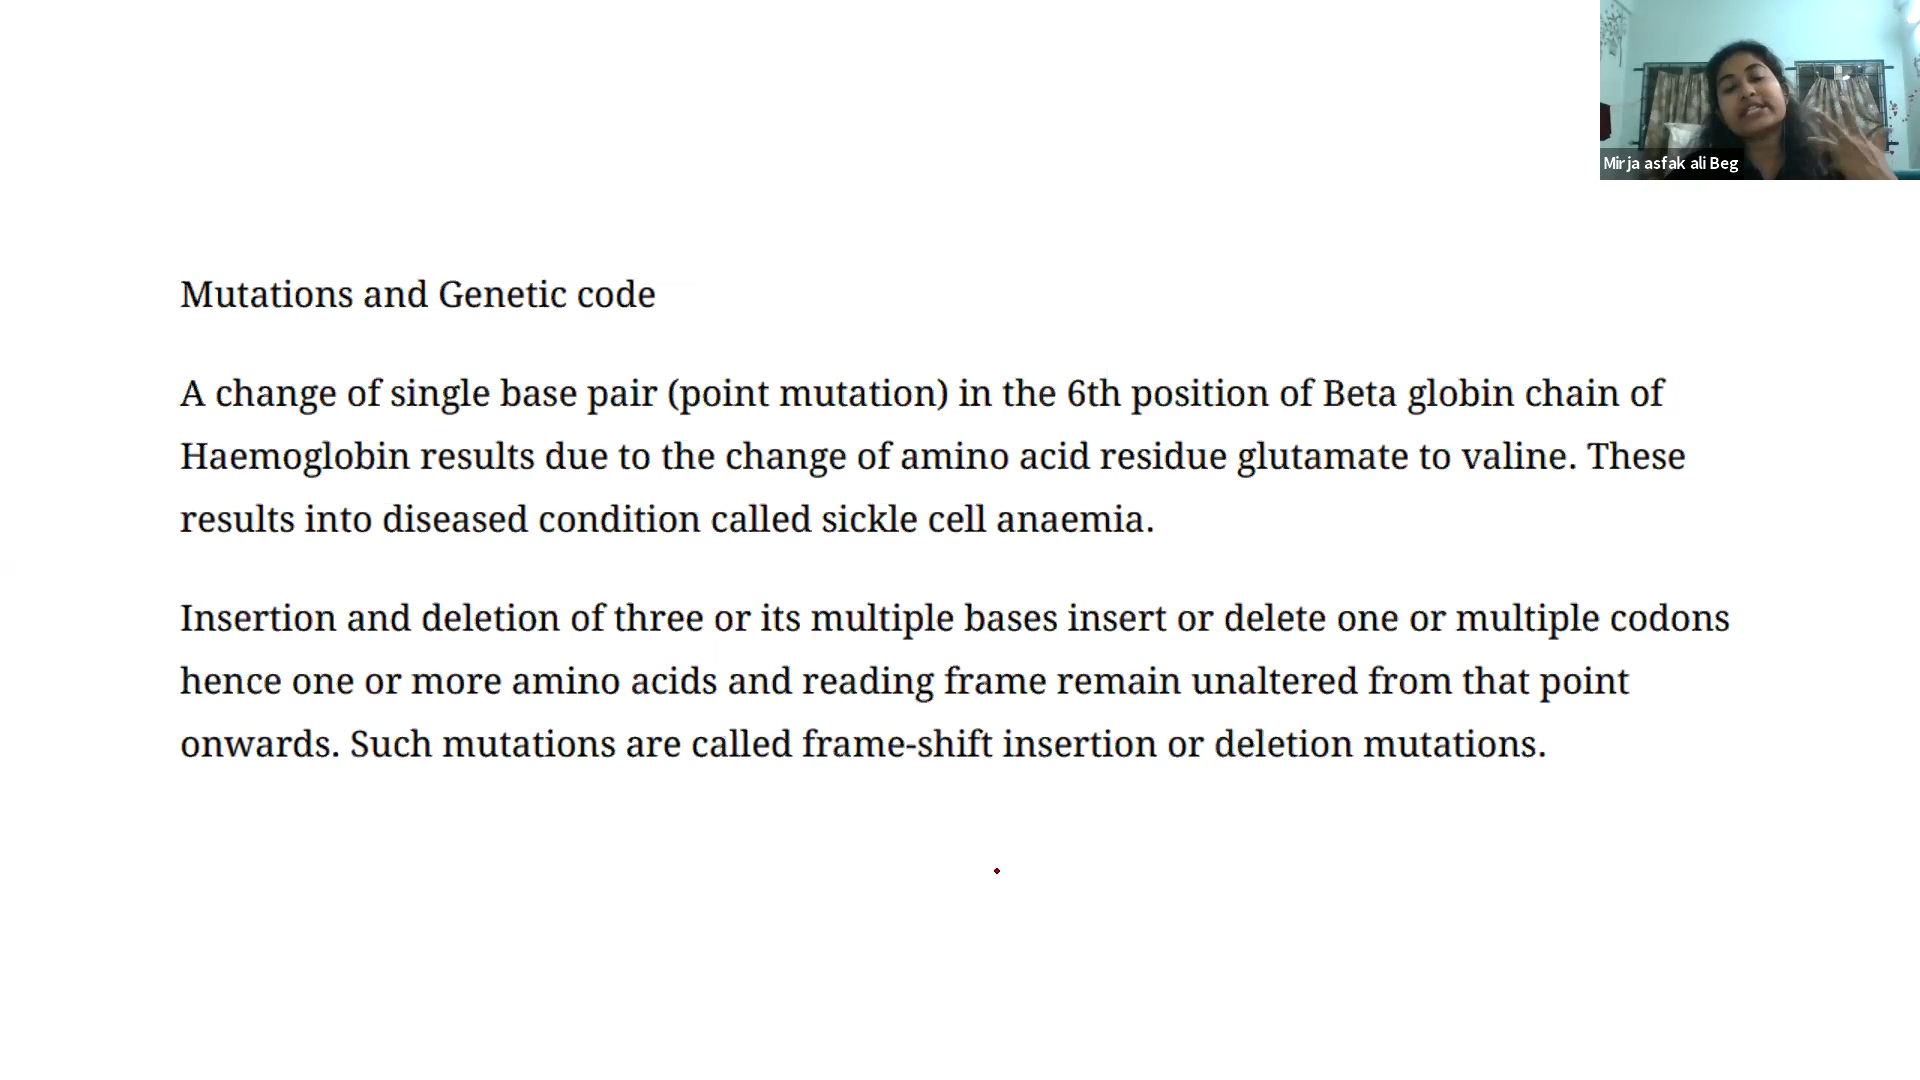 Mirja asfak ali Beg
Mutations and Genetic code
A change of single base pair (point mutation) in the 6th position of Beta globin chain of
Haemoglobin results due to the change of amino acid residue glutamate to valine. These
results into diseased condition called sickle cell anaemia.
Insertion and deletion of three or its multiple bases insert or delete one or multiple codons
hence one or more amino acids and reading frame remain unaltered from that point
onwards. Such mutations are called frame-shift insertion or deletion mutations.